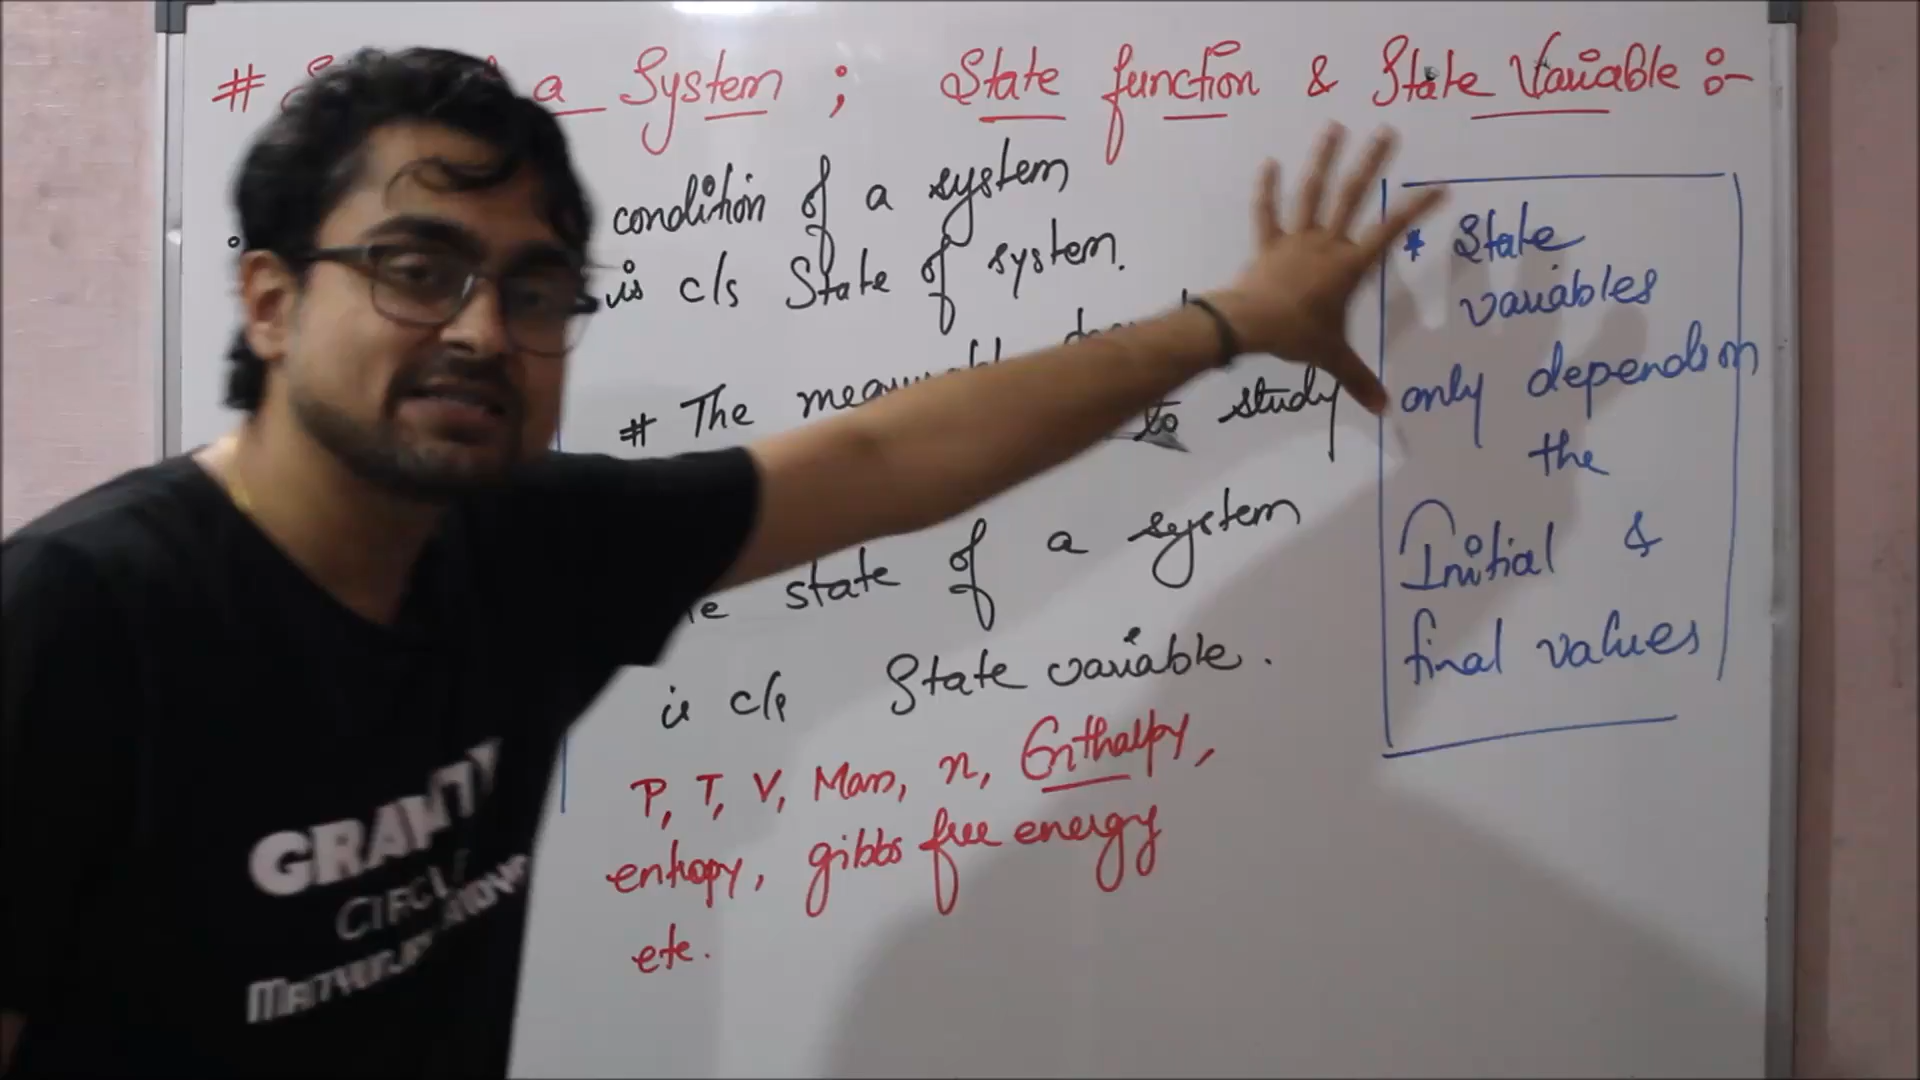 # a System ; State function & State Variable :-
condition of a system
is c/s State of system.
# The to study
state of a system
is c/s State variable.
P, T, V, Mass, n, Enthalpy,
entropy, gibbs free energy
etc.
* State
variables
only depends on
the
Initial &
final values
GRAVITY
CIRCLE